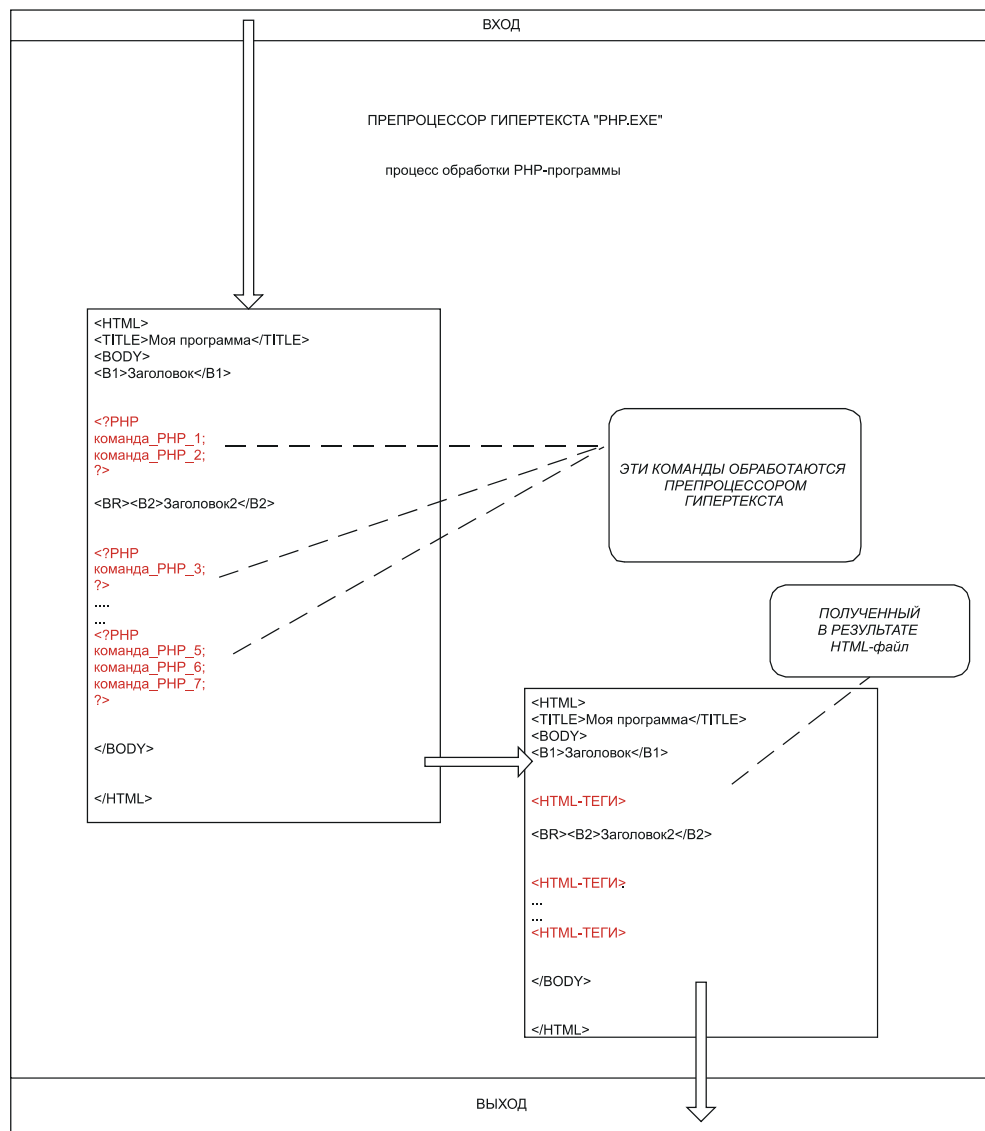 ВХОД
ПРЕПРОЦЕССОР ГИПЕРТЕКСТА "PHP.EXE"
процесс обработки PHP-программы
<HTML>
<TITLE>Моя программа</TITLE>
<BODY>
<B1>Заголовок</B1>
<?PHP
команда_PHP_1;
команда_PHP_2;
?>
<BR><B2>Заголовок2</B2>
<?PHP
команда_PHP_3;
?>
....
...
<?PHP
команда_PHP_5;
команда_PHP_6;
команда_PHP_7;
?>
</BODY>
</HTML>
ЭТИ КОМАНДЫ ОБРАБОТАЮТСЯ
ПРЕПРОЦЕССОРОМ
ГИПЕРТЕКСТА
ПОЛУЧЕННЫЙ
В РЕЗУЛЬТАТЕ
HTML-файл
<HTML>
<TITLE>Моя программа</TITLE>
<BODY>
<B1>Заголовок</B1>
<HTML-ТЕГИ>
<BR><B2>Заголовок2</B2>
<HTML-ТЕГИ>.
...
...
<HTML-ТЕГИ>
</BODY>
</HTML>
ВЫХОД